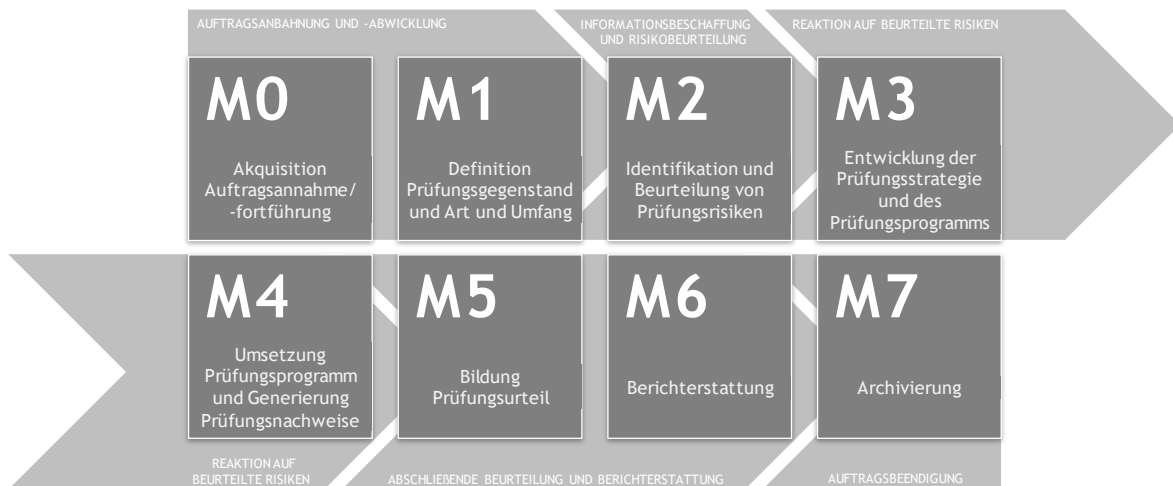 AUFTRAGSANBAHNUNG UND -ABWICKLUNG
INFORMATIONSBESCHAFFUNG
UND RISIKOBEURTEILUNG
REAKTION AUF BEURTEILTE RISIKEN
M0
Akquisition
Auftragsannahme/
-fortführung
M1
Definition
Prüfungsgegenstand
und Art und Umfang
M2
Identifikation und
Beurteilung von
Prüfungsrisiken
M3
Entwicklung der
Prüfungsstrategie
und des
Prüfungsprogramms
M4
Umsetzung
Prüfungsprogramm
und Generierung
Prüfungsnachweise
M5
Bildung
Prüfungsurteil
M6
Berichterstattung
M7
Archivierung
REAKTION AUF
BEURTEILTE RISIKEN
ABSCHLIEßENDE BEURTEILUNG UND BERICHTERSTATTUNG
AUFTRAGSBEENDIGUNG